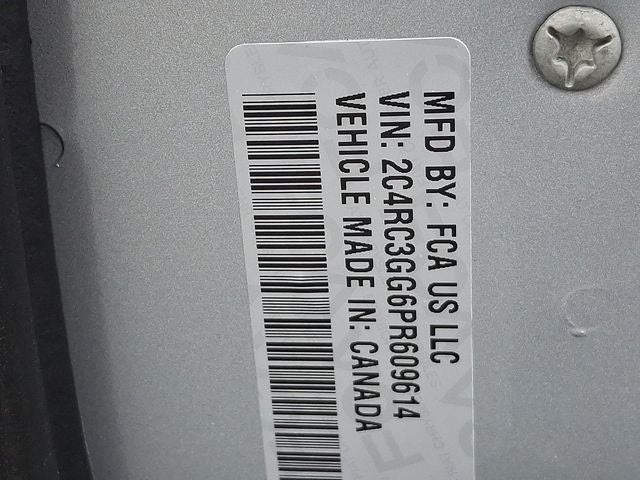 MFD BY: FCA US LLC
VIN: 2C4RC3GG6PR609614
VEHICLE MADE IN: CANADA